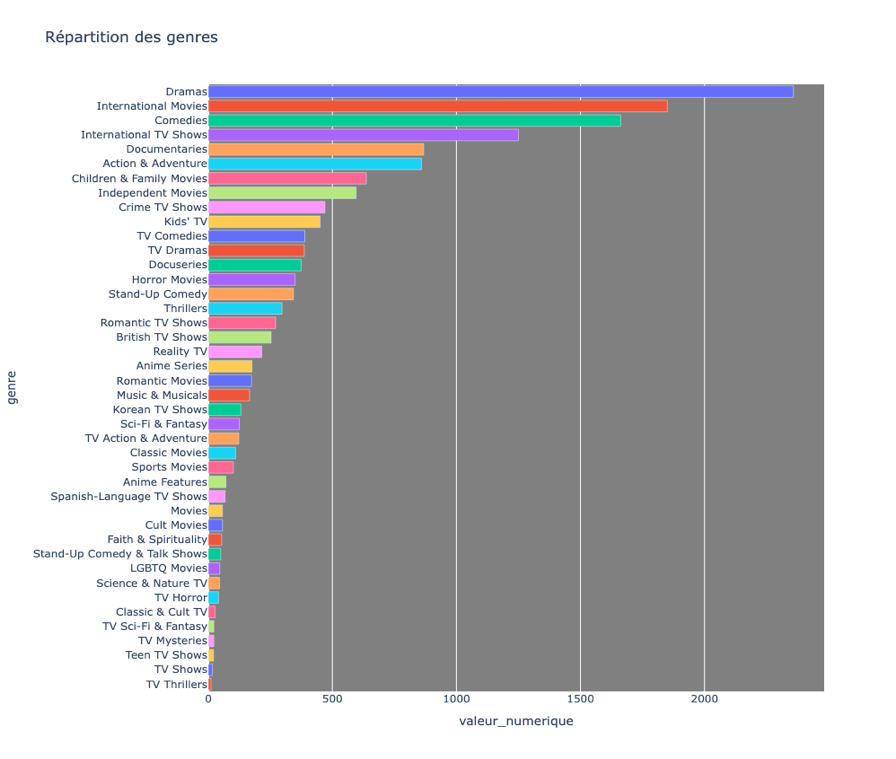 Répartition des genres
Dramas
International Movies
Comedies
International TV Shows
Documentaries
Action & Adventure
Children & Family Movies
Independent Movies
Crime TV Shows
Kids' TV
TV Comedies
TV Dramas
Docuseries
Horror Movies
Stand-Up Comedy
Thrillers
Romantic TV Shows
British TV Shows
Reality TV
Anime Series
Romantic Movies
Music & Musicals
Korean TV Shows
Sci-Fi & Fantasy
TV Action & Adventure
Classic Movies
Sports Movies
Anime Features
Spanish-Language TV Shows
Movies
Cult Movies
Faith & Spirituality
Stand-Up Comedy & Talk Shows
LGBTQ Movies
Science & Nature TV
TV Horror
Classic & Cult TV
TV Sci-Fi & Fantasy
TV Mysteries
Teen TV Shows
TV Shows
TV Thrillers
genre
0 500 1000 1500 2000
valeur_numerique